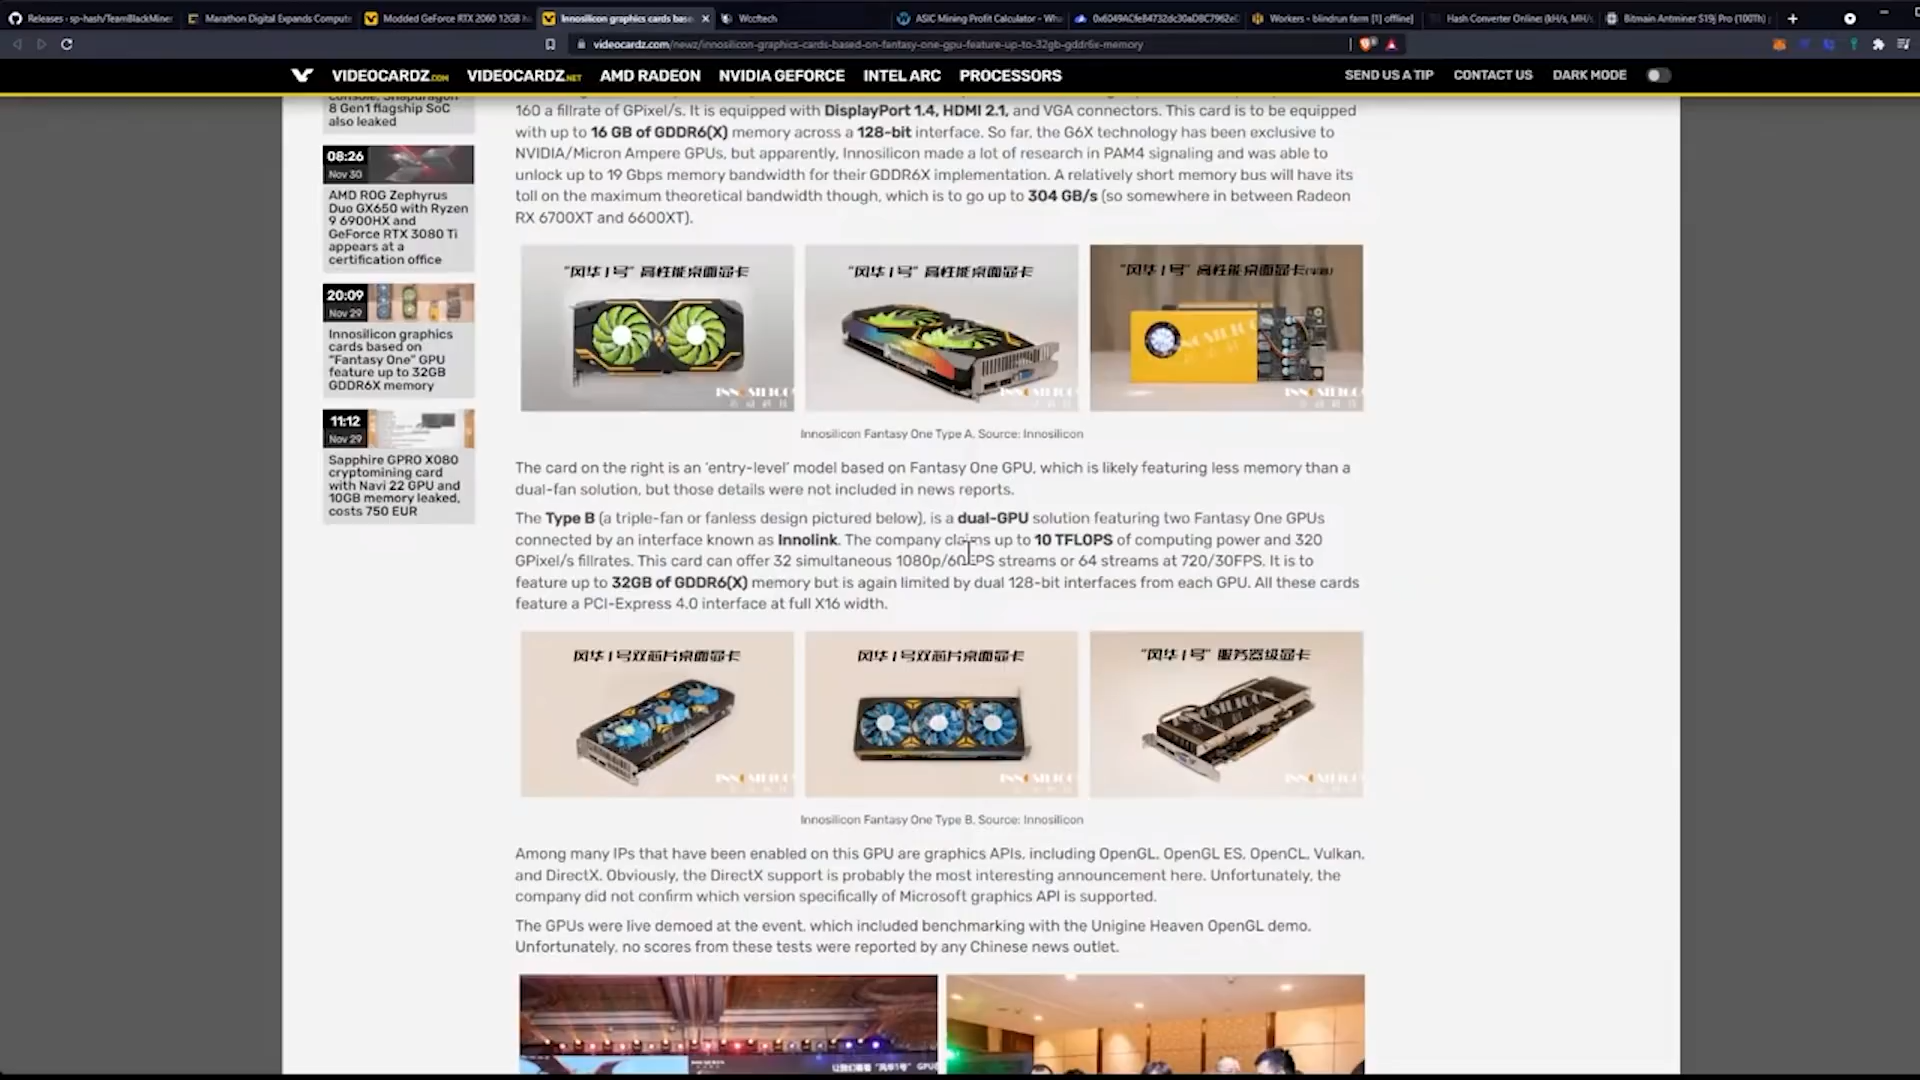 Releases - sp-hash/TeamBlackMiner
Marathon Digital Expands Compute
Modded GeForce RTX 2060 12GB ha
Innosilicon graphics cards base
Wccftech
ASIC Mining Profit Calculator - Wha
Workers - blindrun farm [1] offline]
Hash Converter Online (kH/s, MH/s
Bitmain Antminer S19j Pro (100Th)
videocardz.com/newz/innosilicon-graphics-cards-based-on-fantasy-one-gpu-feature-up-to-32gb-gddr6x-memory
VIDEOCARDZ.COM VIDEOCARDZ.NET AMD RADEON NVIDIA GEFORCE INTEL ARC PROCESSORS SEND US A TIP CONTACT US DARK MODE
console, Snapdragon
8 Gen1 flagship SoC
also leaked
08:26
Nov 30
AMD ROG Zephyrus
Duo GX650 with Ryzen
9 6900HX and
GeForce RTX 3080 Ti
appears at a
certification office
20:09
Nov 29
Innosilicon graphics
cards based on
"Fantasy One" GPU
feature up to 32GB
GDDR6X memory
11:12
Nov 29
Sapphire GPRO X080
cryptomining card
with Navi 22 GPU and
10GB memory leaked,
costs 750 EUR
160 a fillrate of GPixel/s. It is equipped with DisplayPort 1.4, HDMI 2.1, and VGA connectors. This card is to be equipped
with up to 16 GB of GDDR6(X) memory across a 128-bit interface. So far, the G6X technology has been exclusive to
NVIDIA/Micron Ampere GPUs, but apparently, Innosilicon made a lot of research in PAM4 signaling and was able to
unlock up to 19 Gbps memory bandwidth for their GDDR6X implementation. A relatively short memory bus will have its
toll on the maximum theoretical bandwidth though, which is to go up to 304 GB/s (so somewhere in between Radeon
RX 6700XT and 6600XT).
"风华1号" 高性能桌面显卡
"风华1号" 高性能桌面显卡
"风华1号" 高性能桌面显卡(半高)
INNOSILICON
Innosilicon Fantasy One Type A, Source: Innosilicon
The card on the right is an 'entry-level' model based on Fantasy One GPU, which is likely featuring less memory than a
dual-fan solution, but those details were not included in news reports.
The Type B (a triple-fan or fanless design pictured below), is a dual-GPU solution featuring two Fantasy One GPUs
connected by an interface known as Innolink. The company claims up to 10 TFLOPS of computing power and 320
GPixel/s fillrates. This card can offer 32 simultaneous 1080p/60FPS streams or 64 streams at 720/30FPS. It is to
feature up to 32GB of GDDR6(X) memory but is again limited by dual 128-bit interfaces from each GPU. All these cards
feature a PCI-Express 4.0 interface at full X16 width.
风华1号双芯片桌面显卡
风华1号双芯片桌面显卡
"风华1号" 服务器级显卡
Innosilicon Fantasy One Type B, Source: Innosilicon
Among many IPs that have been enabled on this GPU are graphics APIs, including OpenGL, OpenGL ES, OpenCL, Vulkan,
and DirectX. Obviously, the DirectX support is probably the most interesting announcement here. Unfortunately, the
company did not confirm which version specifically of Microsoft graphics API is supported.
The GPUs were live demoed at the event, which included benchmarking with the Unigine Heaven OpenGL demo.
Unfortunately, no scores from these tests were reported by any Chinese news outlet.